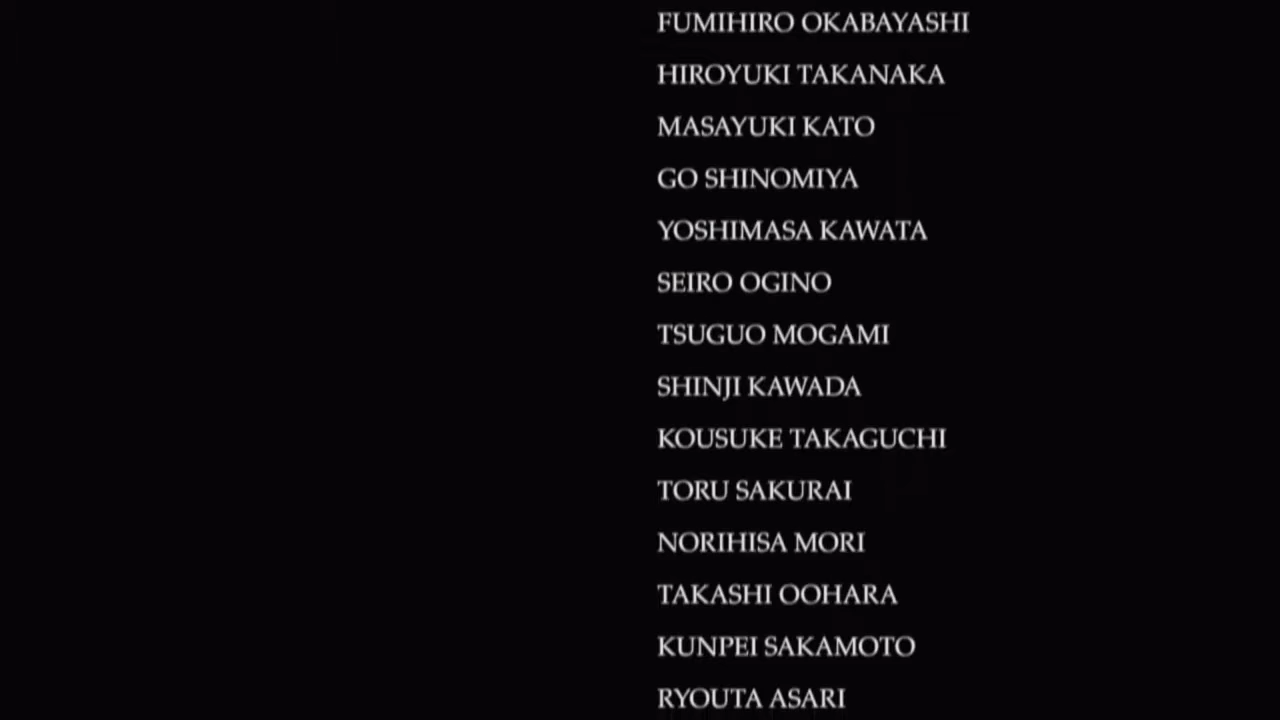 FUMIHIRO OKABAYASHI
HIROYUKI TAKANAKA
MASAYUKI KATO
GO SHINOMIYA
YOSHIMASA KAWATA
SEIRO OGINO
TSUGUO MOGAMI
SHINJI KAWADA
KOUSUKE TAKAGUCHI
TORU SAKURAI
NORIHISA MORI
TAKASHI OOHARA
KUNPEI SAKAMOTO
RYOUTA ASARI